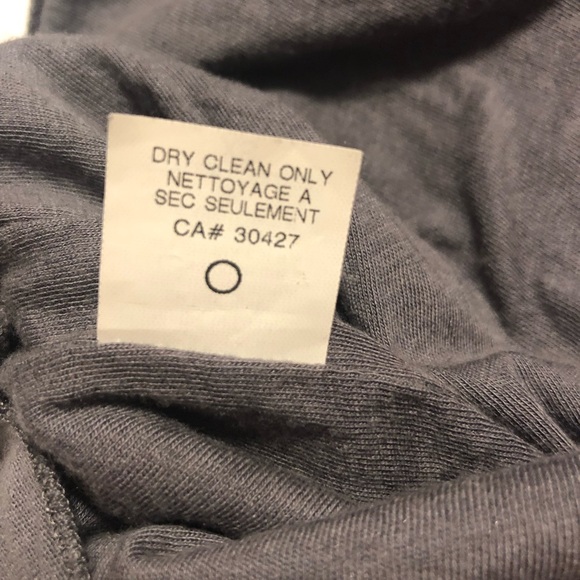 DRY CLEAN ONLY
NETTOYAGE A
SEC SEULEMENT
CA# 30427